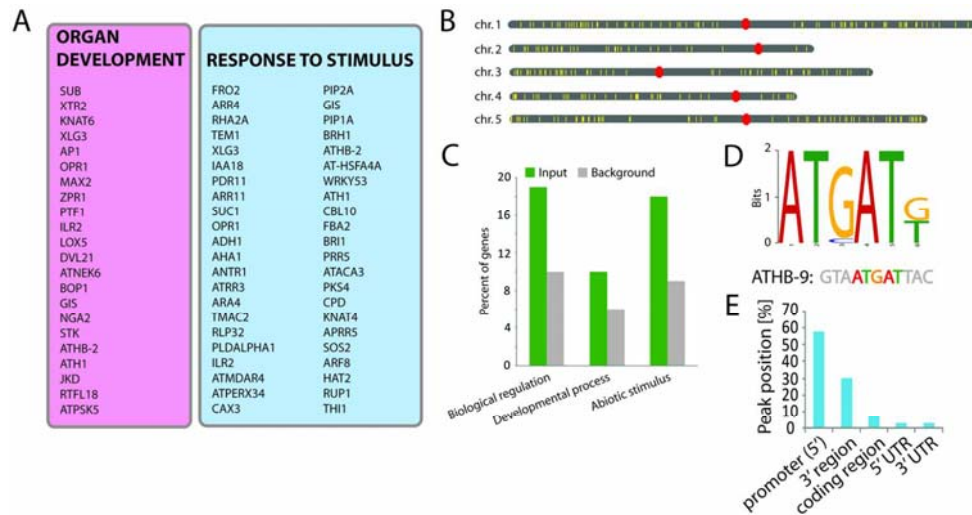 A
ORGAN
DEVELOPMENT
SUB
XTR2
KNAT6
XLG3
AP1
OPR1
MAX2
ZPR1
PTF1
ILR2
LOX5
DVL21
ATNEK6
BOP1
GIS
NGA2
STK
ATHB-2
ATH1
JKD
RTFL18
ATPSK5
RESPONSE TO STIMULUS
FRO2
ARR4
RHA2A
TEM1
XLG3
IAA18
PDR11
ARR11
SUC1
OPR1
ADH1
AHA1
ANTR1
ATRR3
ARA4
TMAC2
RLP32
PLDALPHA1
ILR2
ATMDAR4
ATPERX34
CAX3
PIP2A
GIS
PIP1A
BRH1
ATHB-2
AT-HSFA4A
WRKY53
ATH1
CBL10
FBA2
BRI1
PRR5
ATACA3
PKS4
CPD
KNAT4
APRR5
SOS2
ARF8
HAT2
RUP1
THI1
B
chr. 1
chr. 2
chr. 3
chr. 4
chr. 5
C
Input Background
Percent of genes
20
16
12
8
4
0
Biological regulation
Developmental process
Abiotic stimulus
D
Bits
2
1
0
ATGATG
T
ATHB-9: GTAATGATTAC
E
Peak position [%]
70
60
50
40
30
20
10
0
promoter (5')
3' region
coding region
5' UTR
3' UTR